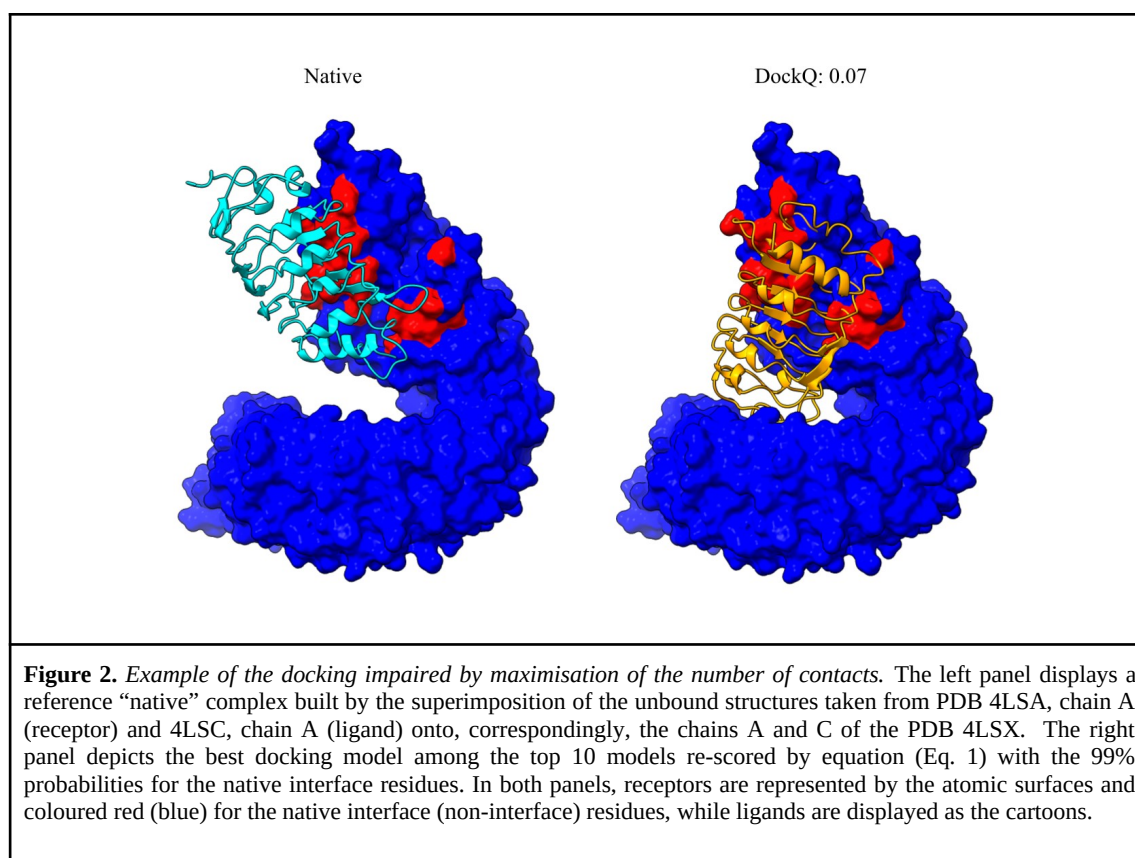 Native
DockQ: 0.07
Figure 2. Example of the docking impaired by maximisation of the number of contacts. The left panel displays a
reference “native” complex built by the superimposition of the unbound structures taken from PDB 4LSA, chain A
(receptor) and 4LSC, chain A (ligand) onto, correspondingly, the chains A and C of the PDB 4LSX. The right
panel depicts the best docking model among the top 10 models re-scored by equation (Eq. 1) with the 99%
probabilities for the native interface residues. In both panels, receptors are represented by the atomic surfaces and
coloured red (blue) for the native interface (non-interface) residues, while ligands are displayed as the cartoons.